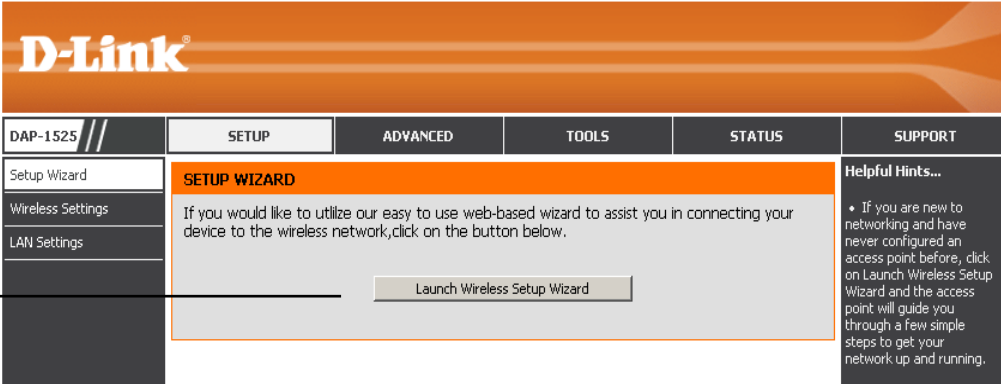 D-Link®
DAP-1525
SETUP
ADVANCED
TOOLS
STATUS
SUPPORT
Setup Wizard
Wireless Settings
LAN Settings
SETUP WIZARD
If you would like to utlilze our easy to use web-based wizard to assist you in connecting your
device to the wireless network,click on the button below.
Launch Wireless Setup Wizard
Helpful Hints...
• If you are new to
networking and have
never configured an
access point before, click
on Launch Wireless Setup
Wizard and the access
point will guide you
through a few simple
steps to get your
network up and running.